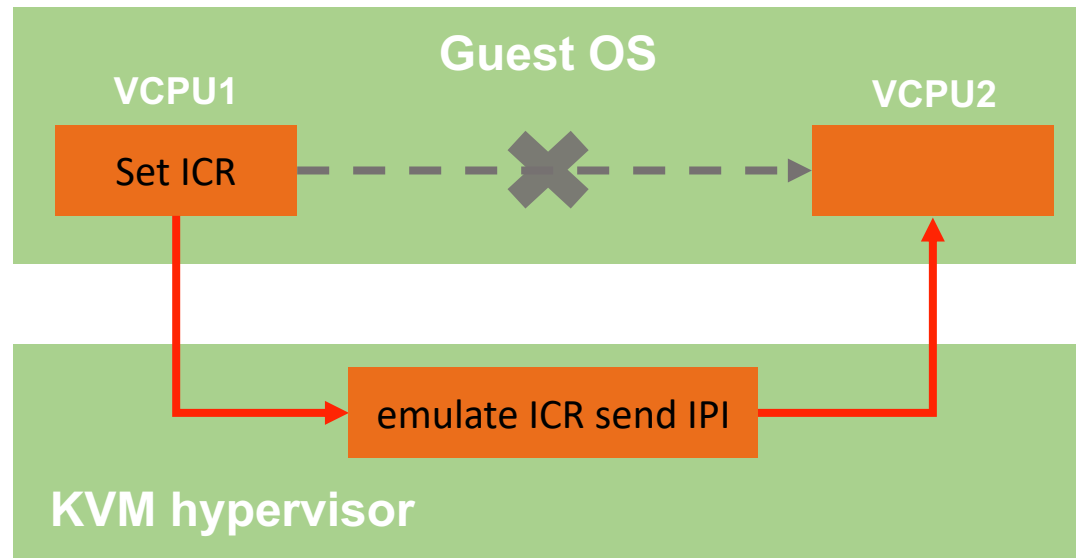 Guest OS
VCPU1
VCPU2
Set ICR
emulate ICR send IPI
KVM hypervisor